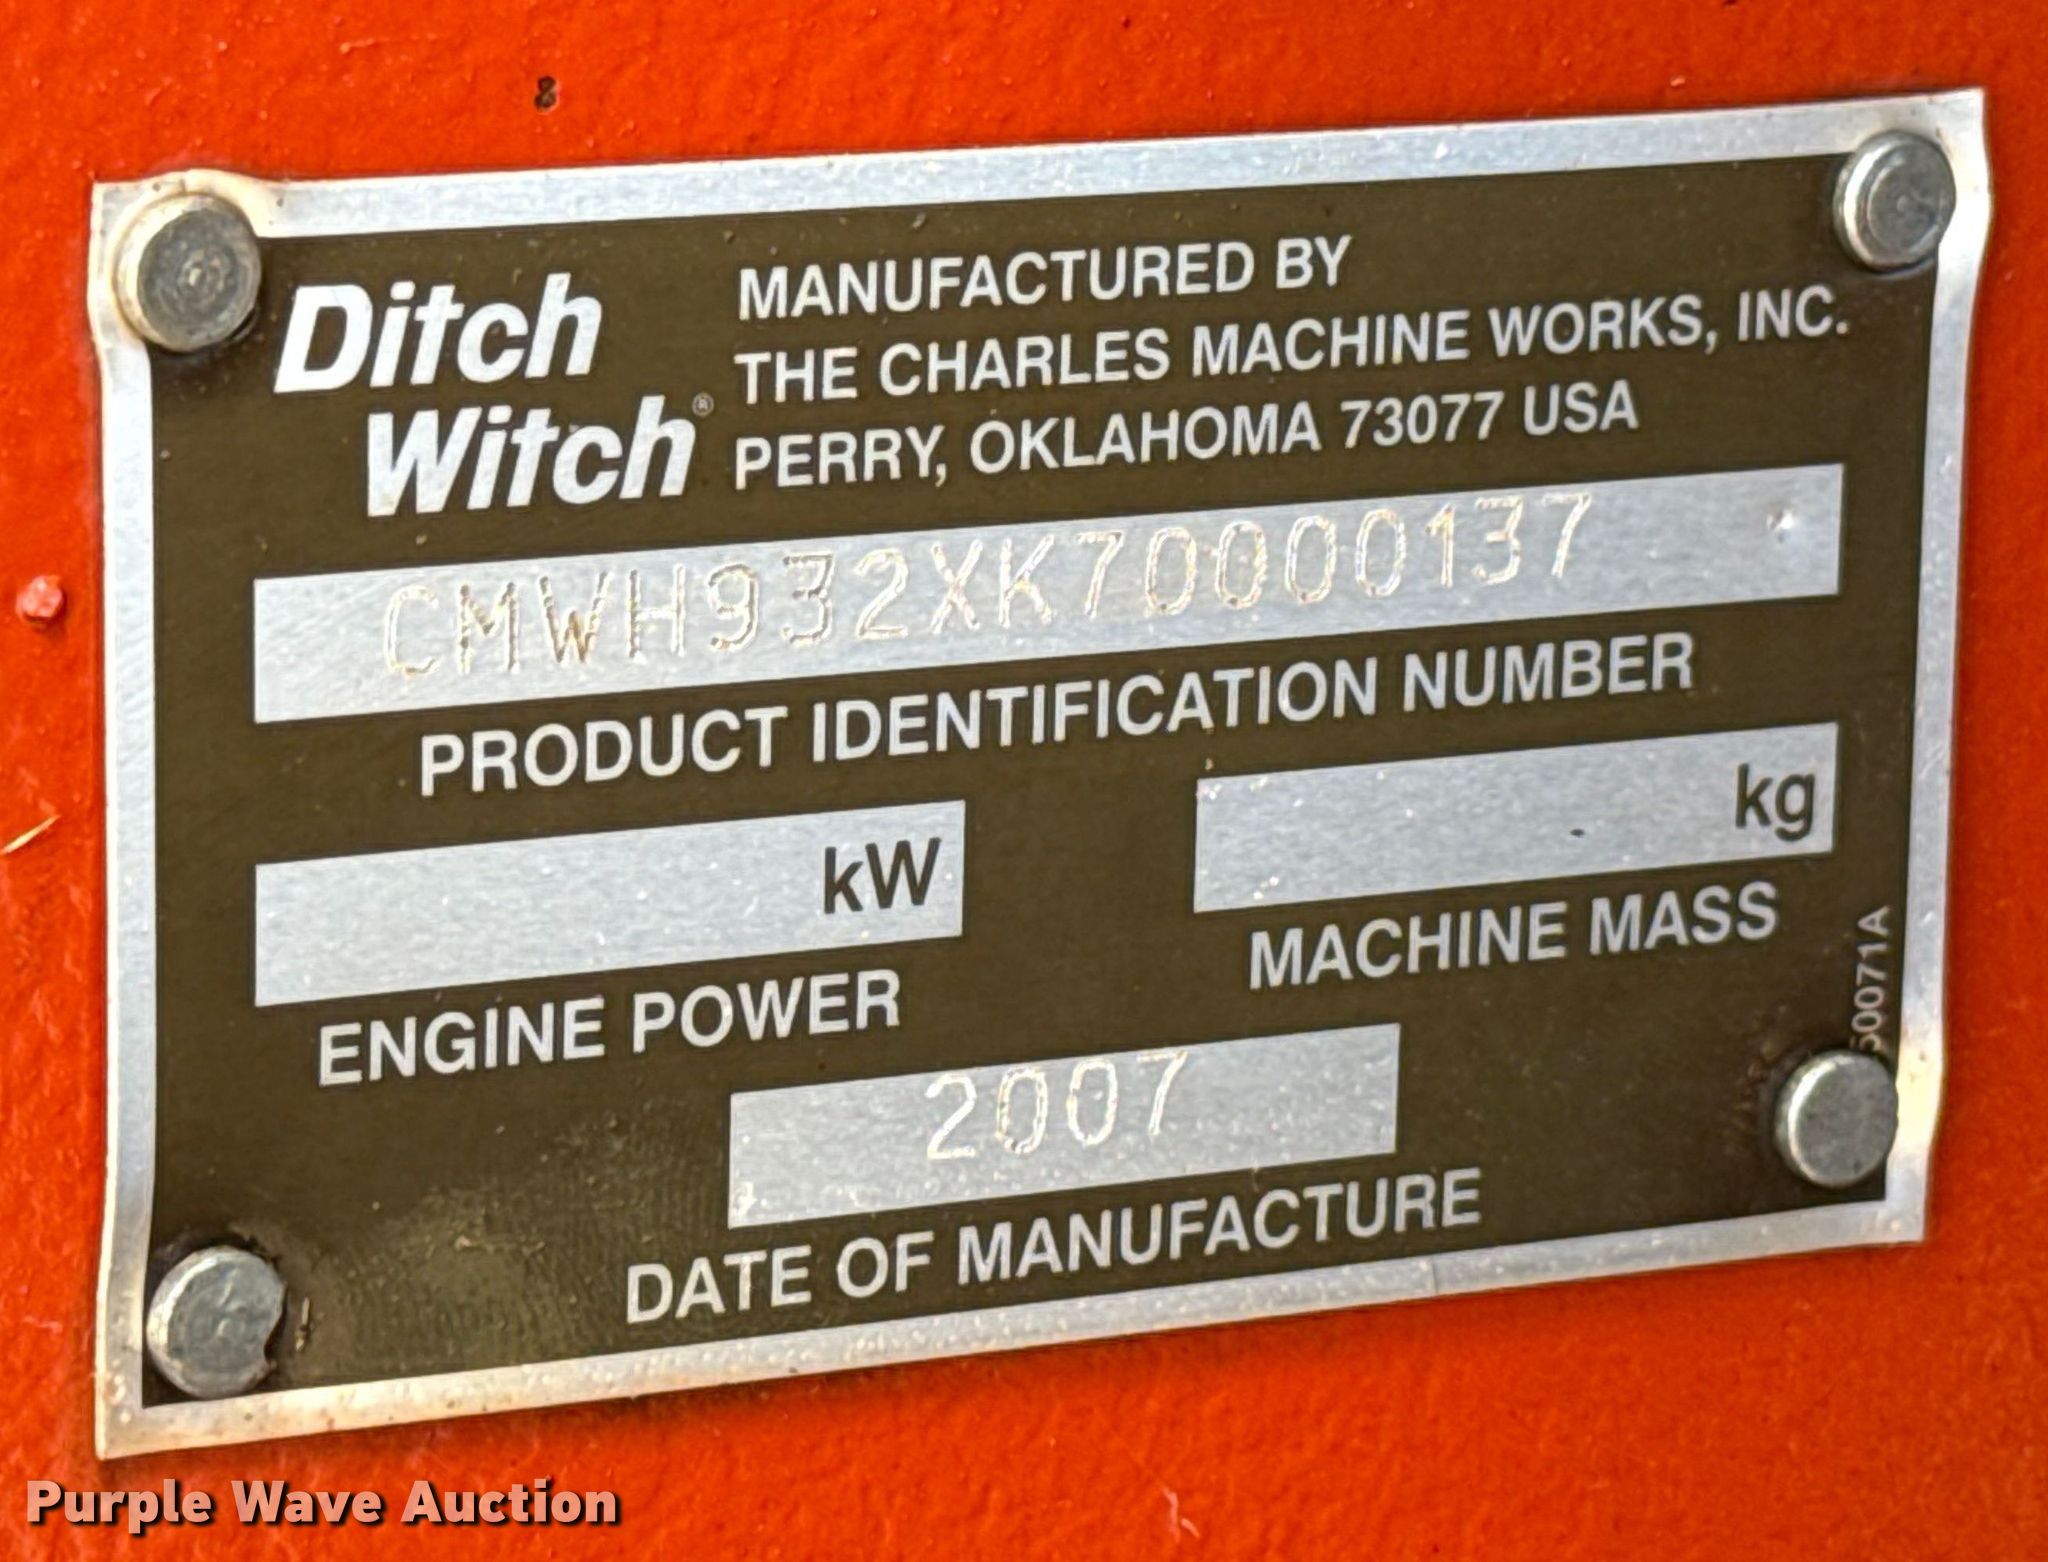 Ditch
Witch®
MANUFACTURED BY
THE CHARLES MACHINE WORKS, INC.
PERRY, OKLAHOMA 73077 USA
CMWH932XK70000137
PRODUCT IDENTIFICATION NUMBER
kW
ENGINE POWER
kg
MACHINE MASS
2007
DATE OF MANUFACTURE
Purple Wave Auction